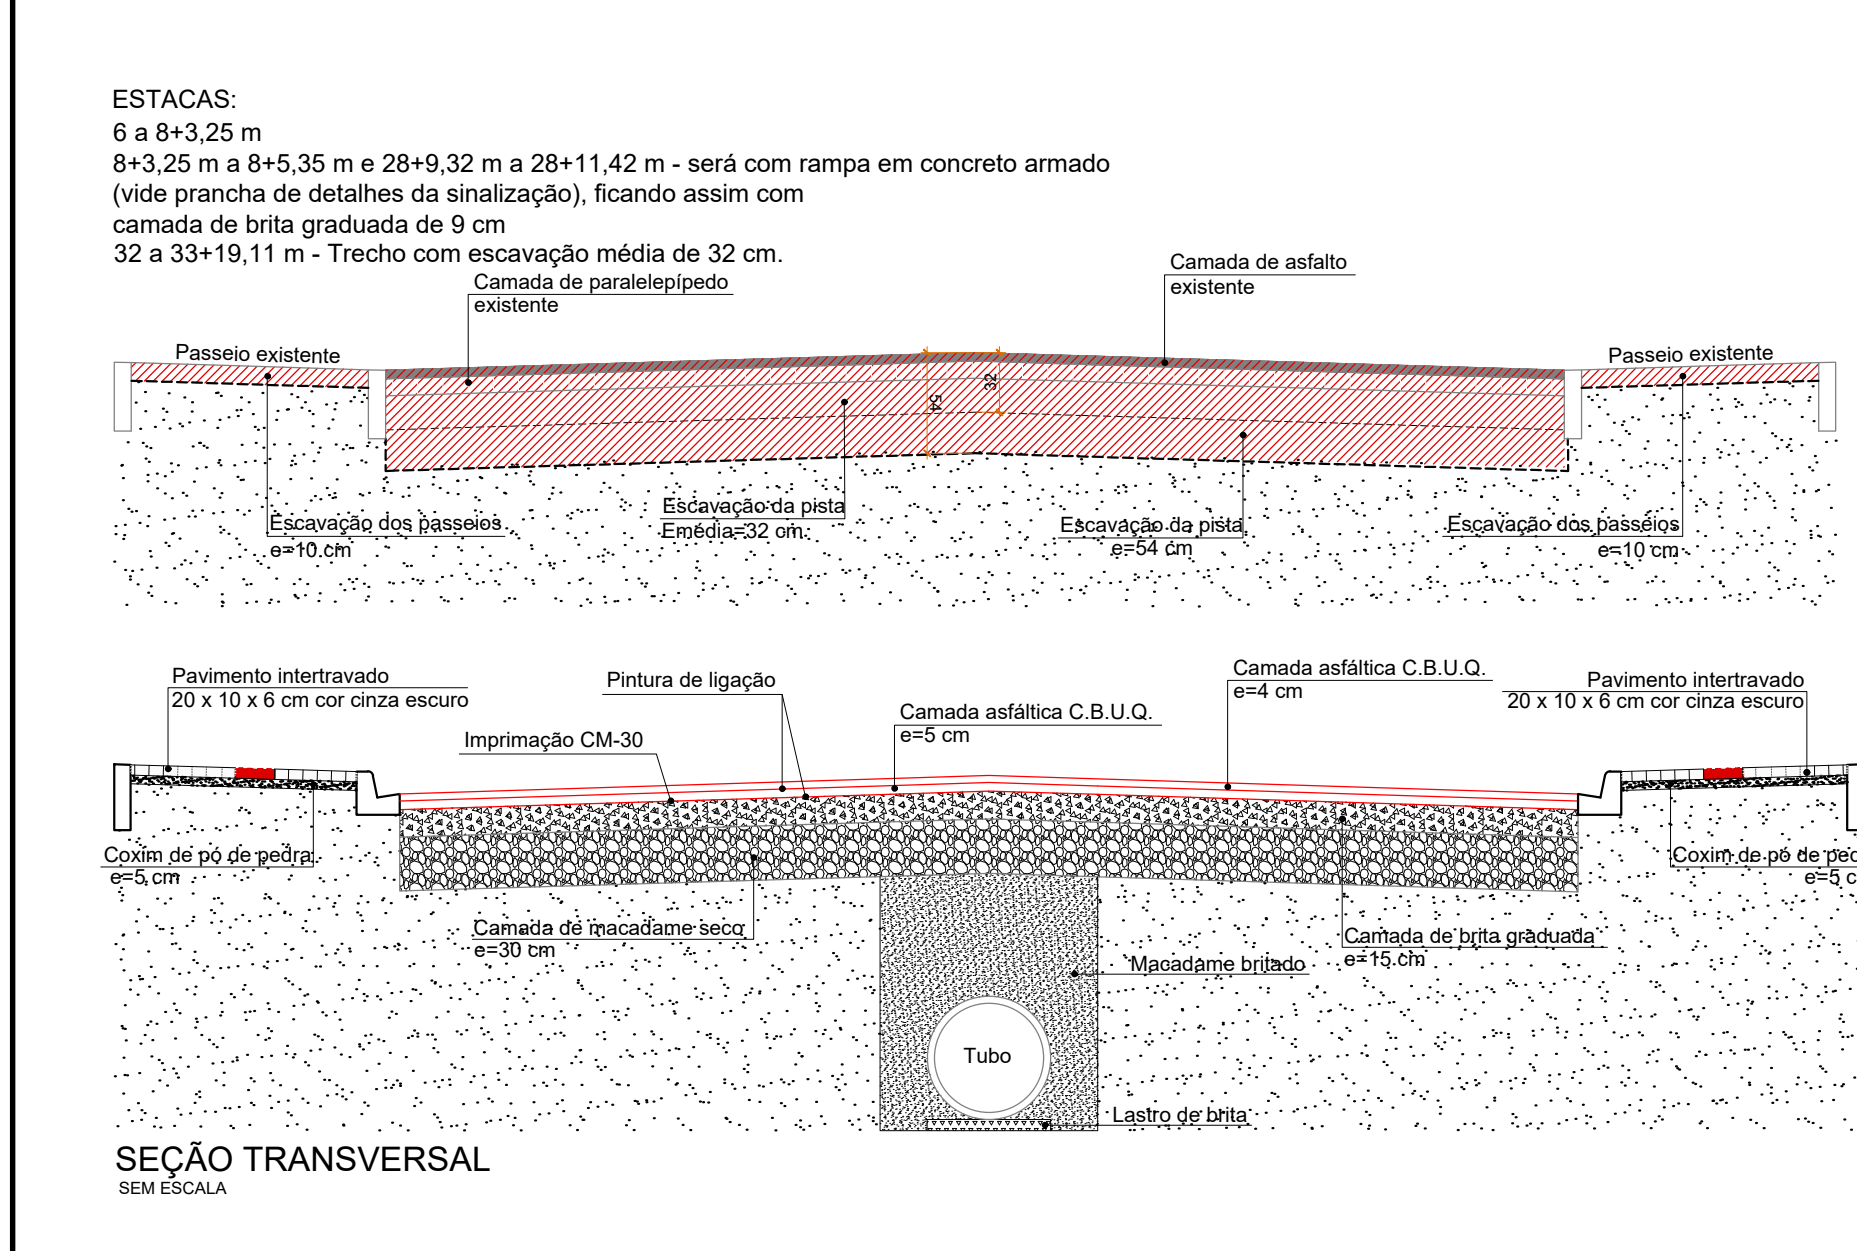 ESTACAS:
6 a 8+3,25 m
8+3,25 m a 8+5,35 m e 28+9,32 m a 28+11,42 m - será com rampa em concreto armado
(vide prancha de detalhes da sinalização), ficando assim com
camada de brita graduada de 9 cm
32 a 33+19,11 m - Trecho com escavação média de 32 cm.
Camada de paralelepípedo
existente
Camada de asfalto
existente
Passeio existente
Passeio existente
32
54
Escavação dos passeios
e=10 cm
Escavação da pista
Emédia=32 cm
Escavação da pista
e=54 cm
Escavação dos passeios
e=10 cm
Pavimento intertravado
20 x 10 x 6 cm cor cinza escuro
Pintura de ligação
Imprimação CM-30
Camada asfáltica C.B.U.Q.
e=5 cm
Camada asfáltica C.B.U.Q.
e=4 cm
Pavimento intertravado
20 x 10 x 6 cm cor cinza escuro
Coxim de pó de pedra
e=5 cm
Coxim de pó de ped
e=5 c
Camada de macadame seco
e=30 cm
Camada de brita graduada
e=15 cm
Macadame britado
Tubo
Lastro de brita
SEÇÃO TRANSVERSAL
SEM ESCALA